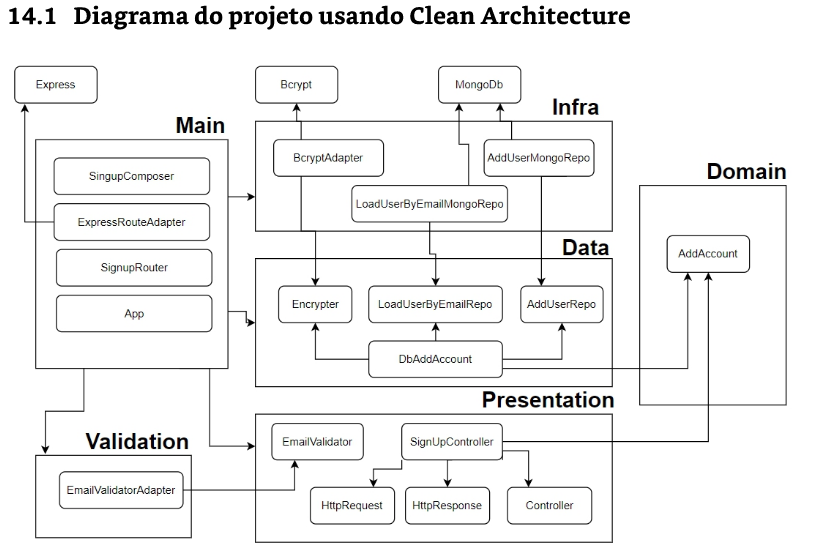 14.1 Diagrama do projeto usando Clean Architecture
Express
Bcrypt
MongoDb
Main
Infra
SingupComposer
ExpressRouteAdapter
SignupRouter
App
BcryptAdapter
AddUserMongoRepo
LoadUserByEmailMongoRepo
Domain
AddAccount
Data
Encrypter
LoadUserByEmailRepo
AddUserRepo
DbAddAccount
Presentation
EmailValidator
SignUpController
HttpRequest
HttpResponse
Controller
Validation
EmailValidatorAdapter